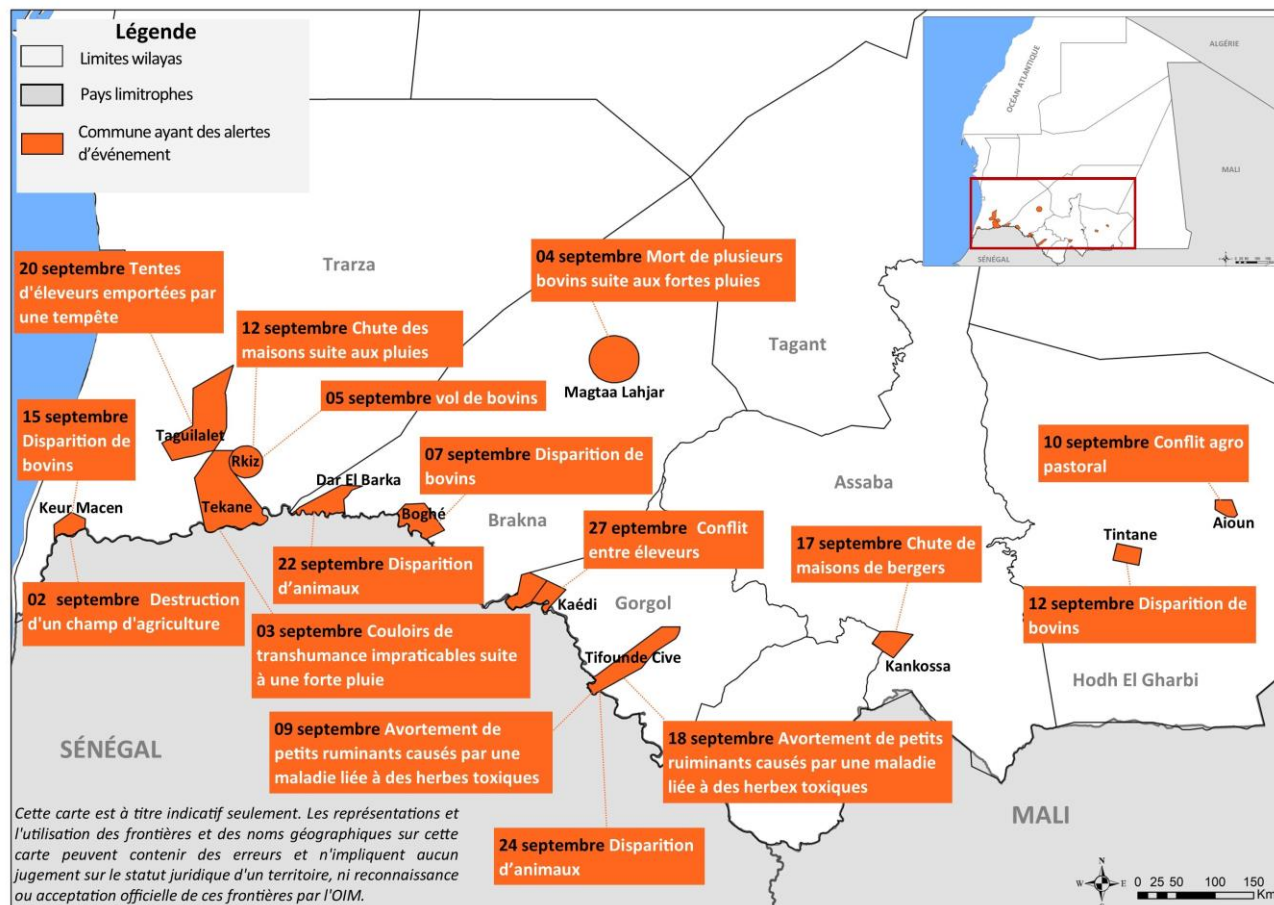 Légende
Limites wilayas
Pays limitrophes
Commune ayant des alertes
d'événement
OCÉAN ATLANTIQUE
ALGÉRIE
MALI
SÉNÉGAL
Trarza
Tagant
Brakna
Assaba
Gorgol
Hodh El Gharbi
SÉNÉGAL
MALI
20 septembre Tentes
d'éleveurs emportées par
une tempête
12 septembre Chute des
maisons suite aux pluies
04 septembre Mort de plusieurs
bovins suite aux fortes pluies
05 septembre vol de bovins
15 septembre
Disparition de
bovins
07 septembre Disparition de
bovins
10 septembre Conflit agro
pastoral
27 eptembre Conflit
entre éleveurs
17 septembre Chute de
maisons de bergers
22 septembre Disparition
d'animaux
02 septembre Destruction
d'un champ d'agriculture
03 septembre Couloirs de
transhumance impraticables suite
à une forte pluie
12 septembre Disparition de
bovins
09 septembre Avortement de
petits ruminants causés par une
maladie liée à des herbes toxiques
18 septembre Avortement de petits
ruiminants causés par une maladie
liée à des herbex toxiques
24 septembre Disparition
d'animaux
Magtaa Lahjar
Taguilalet
Rkiz
Dar El Barka
Keur Macen
Tekane
Boghé
Kaédi
Tifounde Cive
Kankossa
Aioun
Tintane
Cette carte est à titre indicatif seulement. Les représentations et
l'utilisation des frontières et des noms géographiques sur cette
carte peuvent contenir des erreurs et n'impliquent aucun
jugement sur le statut juridique d'un territoire, ni reconnaissance
ou acceptation officielle de ces frontières par l'OIM.
N
W E
S
0 25 50 100 150
Km